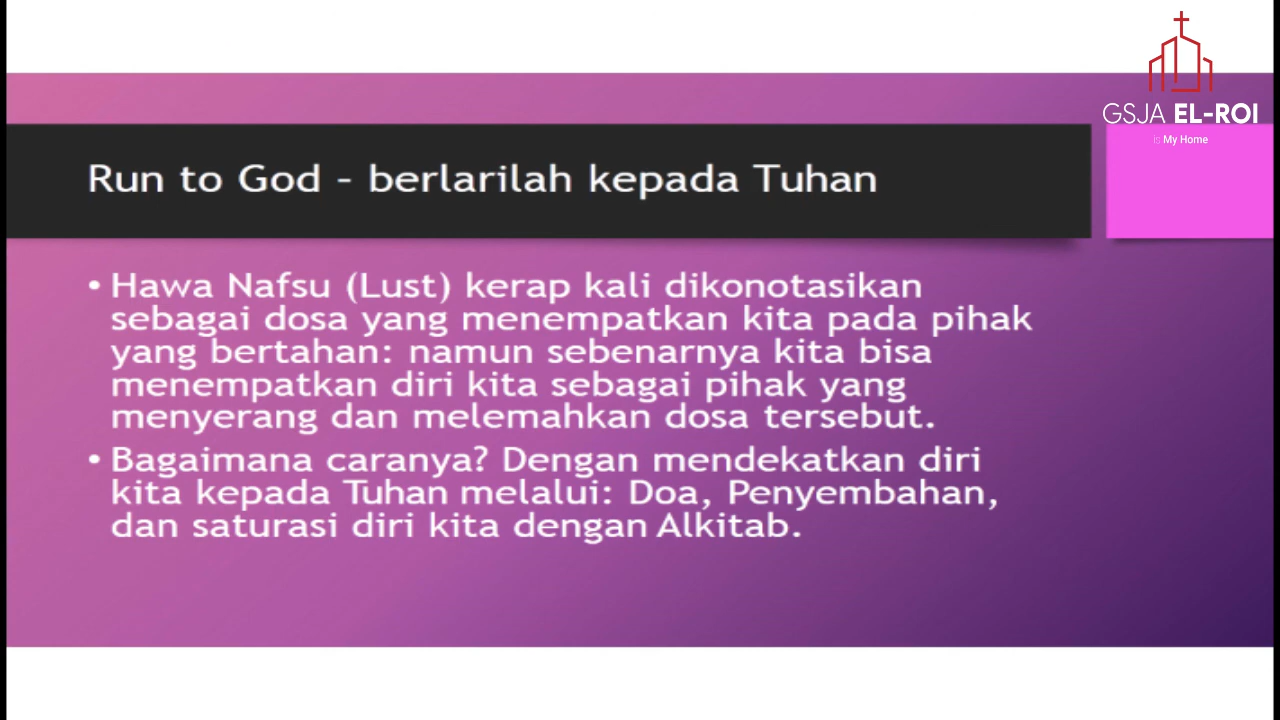 GSJA EL-ROI
is My Home
Run to God - berlarilah kepada Tuhan
• Hawa Nafsu (Lust) kerap kali dikonotasikan
sebagai dosa yang menempatkan kita pada pihak
yang bertahan: namun sebenarnya kita bisa
menempatkan diri kita sebagai pihak yang
menyerang dan melemahkan dosa tersebut.
• Bagaimana caranya? Dengan mendekatkan diri
kita kepada Tuhan melalui: Doa, Penyembahan,
dan saturasi diri kita dengan Alkitab.